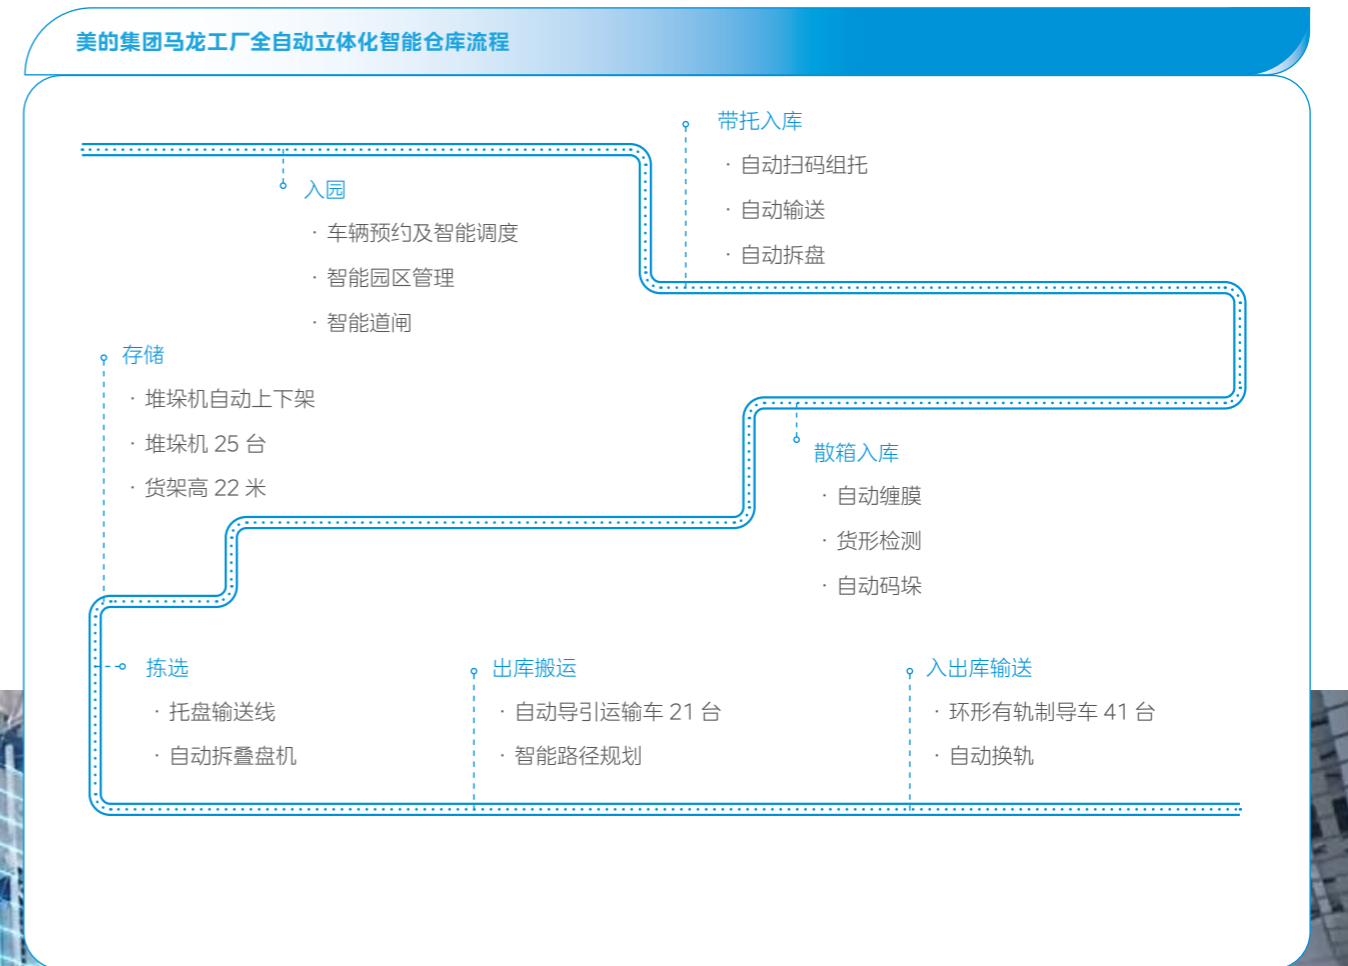 美的集团马龙工厂全自动立体化智能仓库流程
入园
· 车辆预约及智能调度
· 智能园区管理
· 智能道闸
带托入库
· 自动扫码组托
· 自动输送
· 自动拆盘
散箱入库
· 自动缠膜
· 货形检测
· 自动码垛
存储
· 堆垛机自动上下架
· 堆垛机 25 台
· 货架高 22 米
拣选
· 托盘输送线
· 自动拆叠盘机
出库搬运
· 自动导引运输车 21 台
· 智能路径规划
入出库输送
· 环形有轨制导车 41 台
· 自动换轨